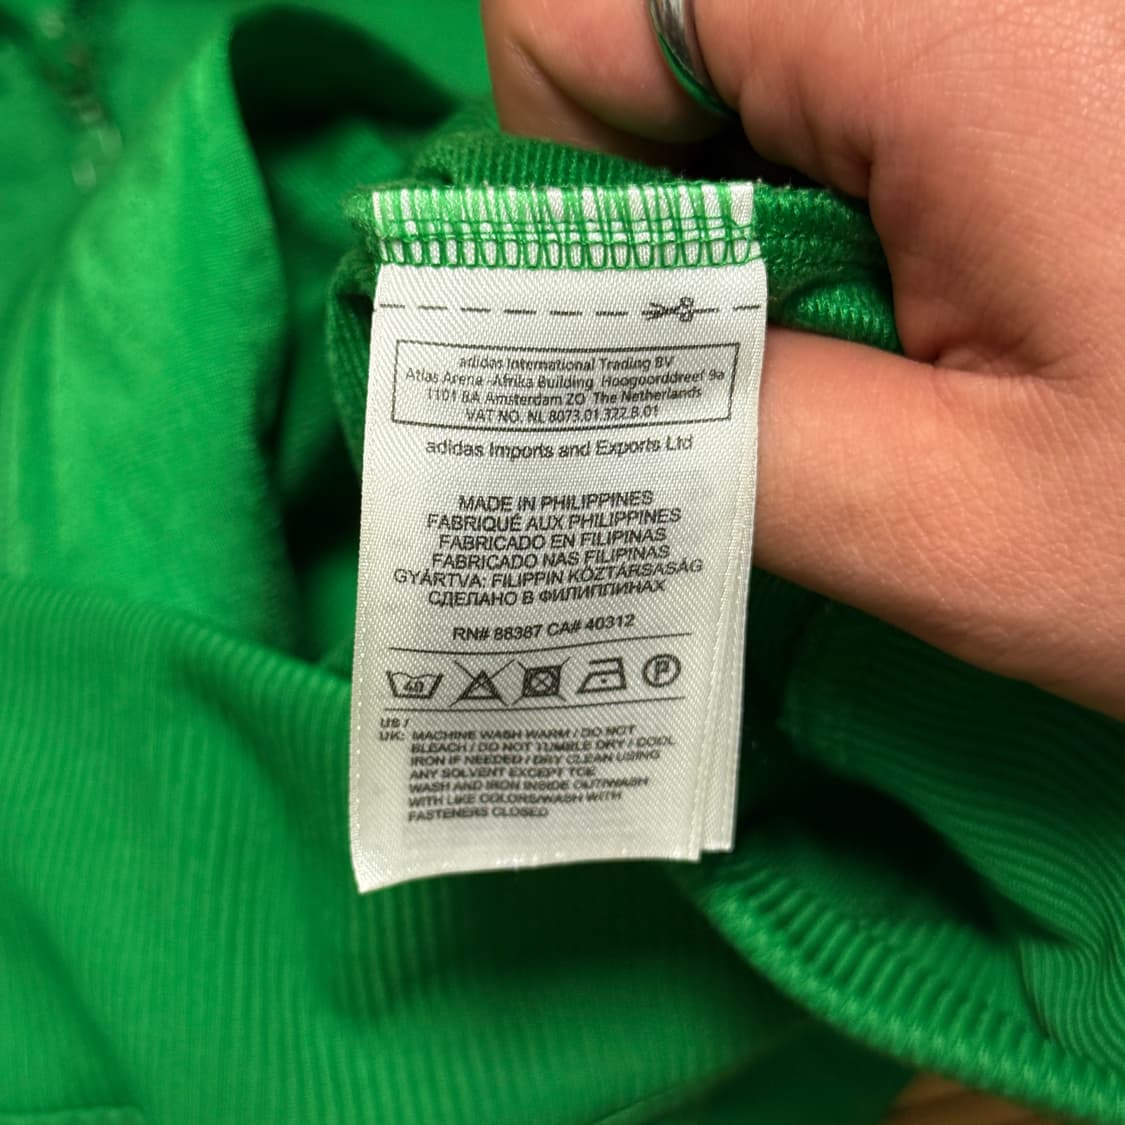 adidas International Trading BV
Atlas Arena -Afrika Building Hoogoorddreef 9a
1101 BA Amsterdam ZO The Netherlands
VAT NO. NL 8073.01.322.B.01
adidas Imports and Exports Ltd
MADE IN PHILIPPINES
FABRIQUÉ AUX PHILIPPINES
FABRICADO EN FILIPINAS
FABRICADO NAS FILIPINAS
GYÁRTVA: FILIPPIN KÖZTÁRSASÁG
СДЕЛАНО В ФИЛИППИНАХ
RN# 88387 CA# 40312
40 P
US /
UK: MACHINE WASH WARM / DO NOT
BLEACH / DO NOT TUMBLE DRY / COOL
IRON IF NEEDED / DRY CLEAN USING
ANY SOLVENT EXCEPT TCE
WASH AND IRON INSIDE OUT/WASH
WITH LIKE COLORS/WASH WITH
FASTENERS CLOSED